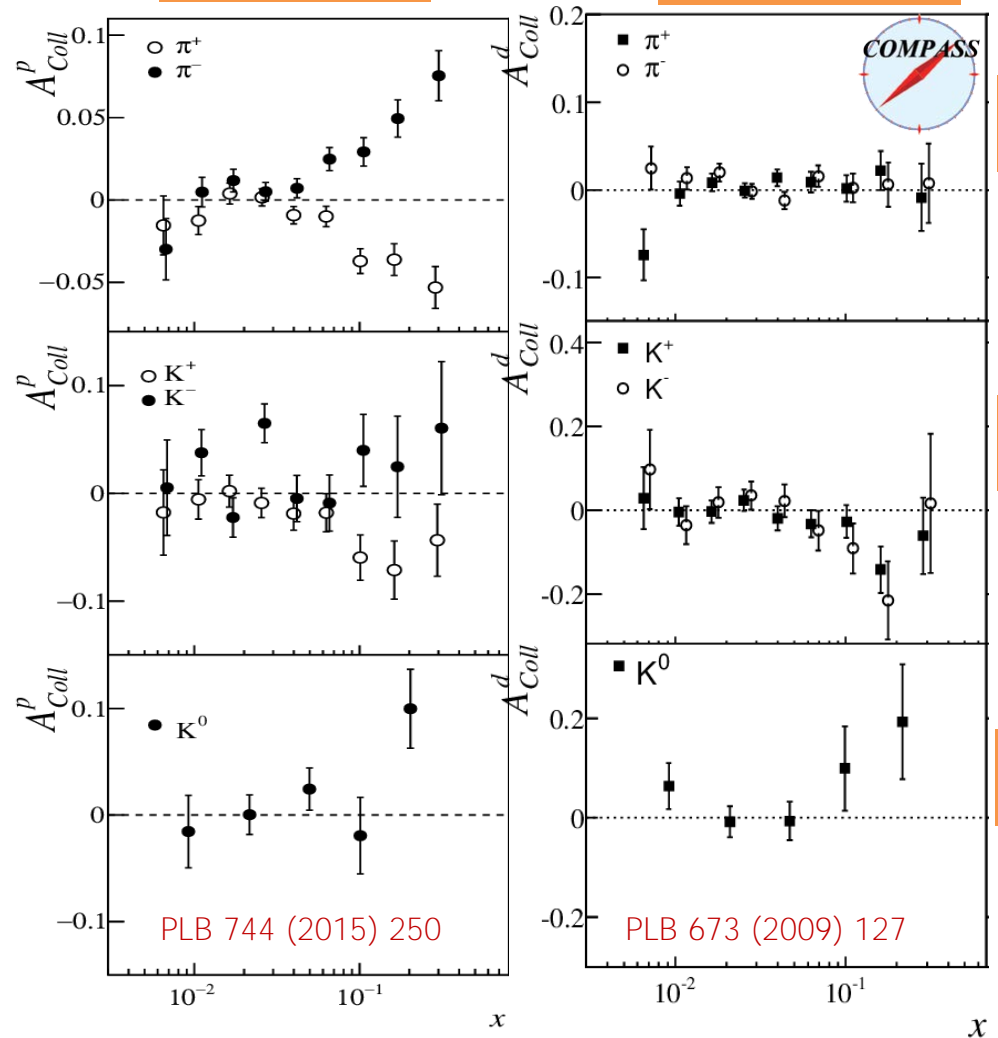 A^p_Coll
0.1
0.05
0
−0.05
π⁺
π⁻
A^d_Coll
0.2
0.1
0
-0.1
π⁺
π⁻
COMPASS
A^p_Coll
0.1
0
−0.1
K⁺
K⁻
A^d_Coll
0.4
0.2
0
-0.2
K⁺
K⁻
A^p_Coll
0.1
0
−0.1
K⁰
PLB 744 (2015) 250
10⁻² 10⁻¹
x
A^d_Coll
0.2
0
-0.2
K⁰
PLB 673 (2009) 127
10⁻² 10⁻¹
x